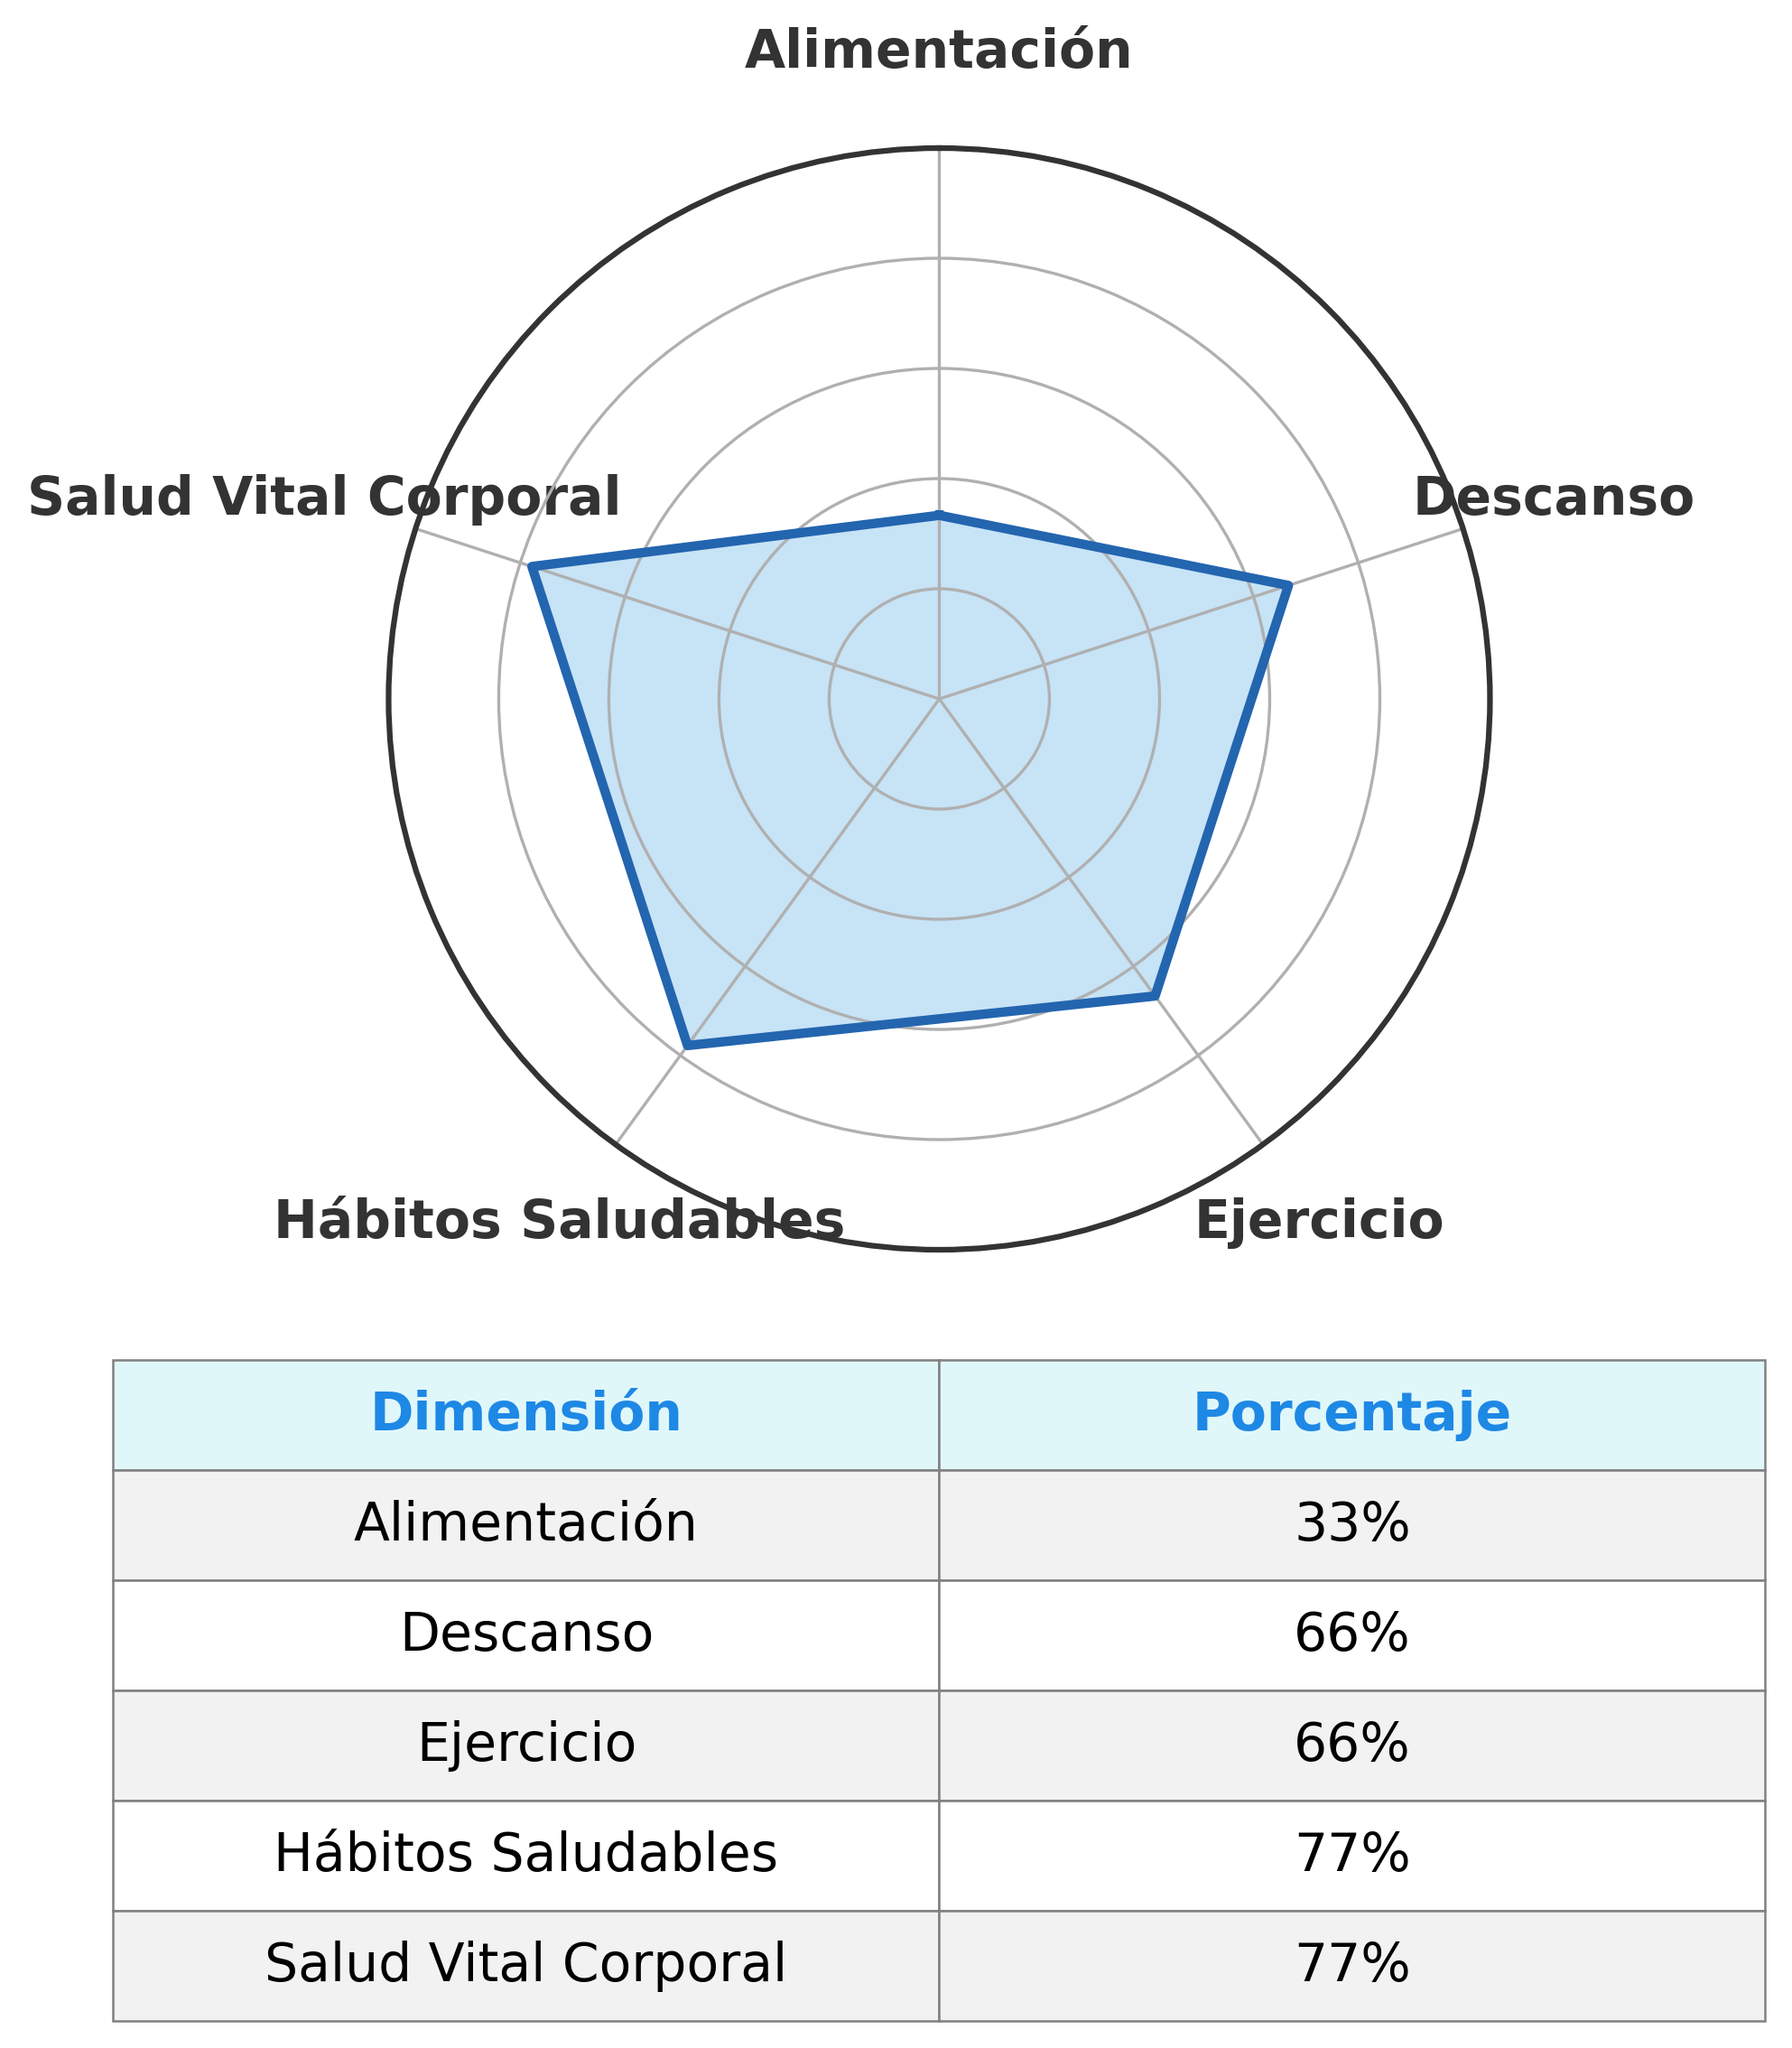 Alimentación
Salud Vital Corporal
Descanso
Hábitos Saludables
Ejercicio
Dimensión Porcentaje
Alimentación 33%
Descanso 66%
Ejercicio 66%
Hábitos Saludables 77%
Salud Vital Corporal 77%